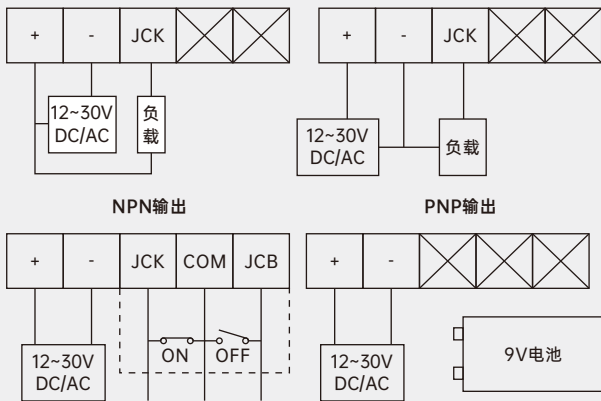 + - JCK
12~30V
DC/AC
负
载
NPN输出
+ - JCK
12~30V
DC/AC
负载
PNP输出
+ - JCK COM JCB
ON OFF
12~30V
DC/AC
+ -
12~30V
DC/AC
9V电池